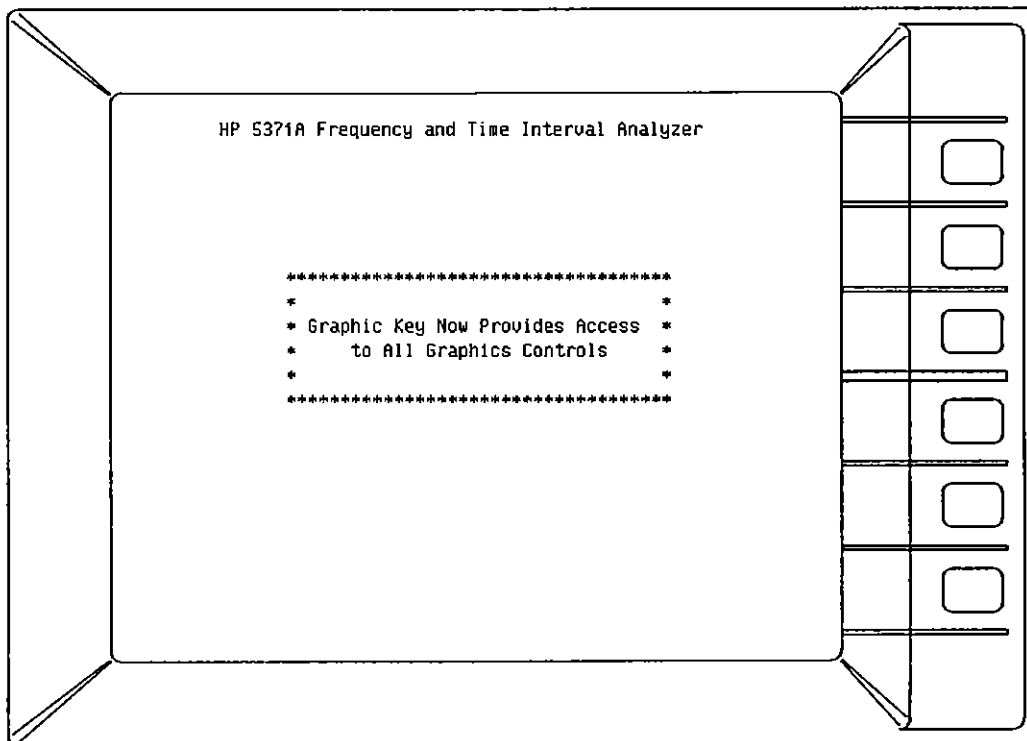 HP 5371A Frequency and Time Interval Analyzer
************************************
* *
* Graphic Key Now Provides Access *
* to All Graphics Controls *
* *
************************************